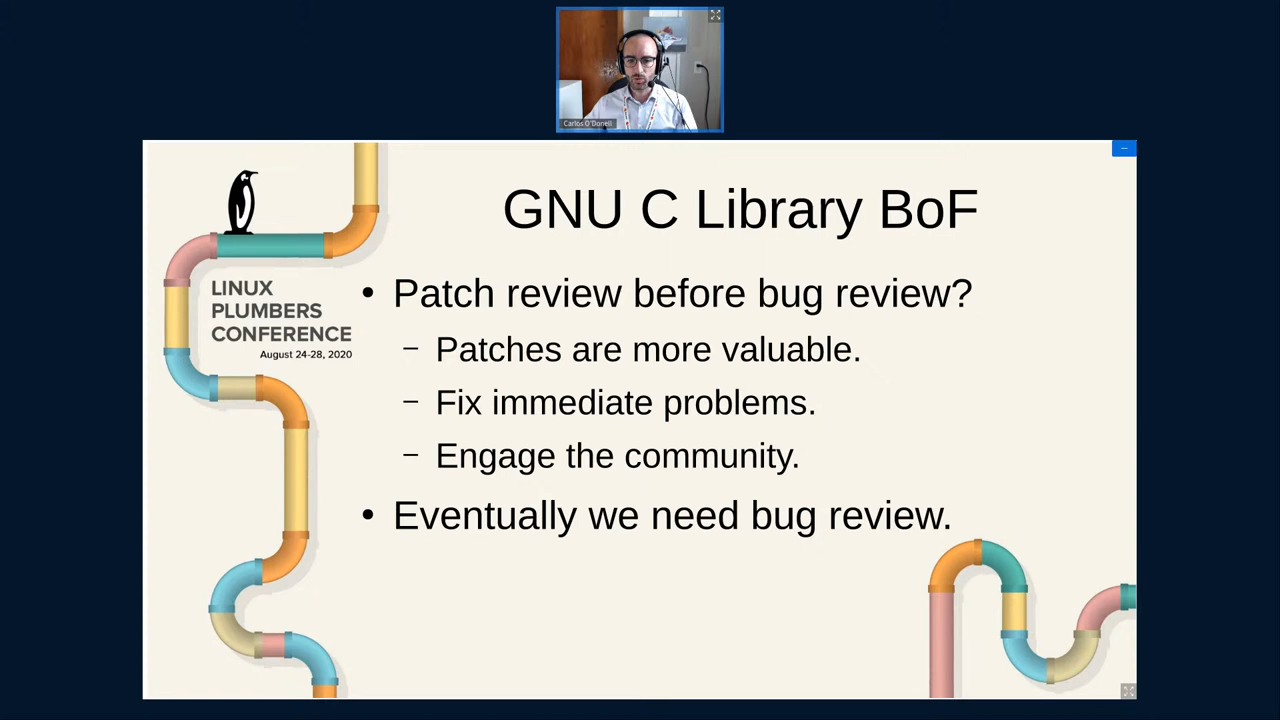 Carlos O'Donell
GNU C Library BoF
LINUX
PLUMBERS
CONFERENCE
August 24-28, 2020
• Patch review before bug review?
– Patches are more valuable.
– Fix immediate problems.
– Engage the community.
• Eventually we need bug review.